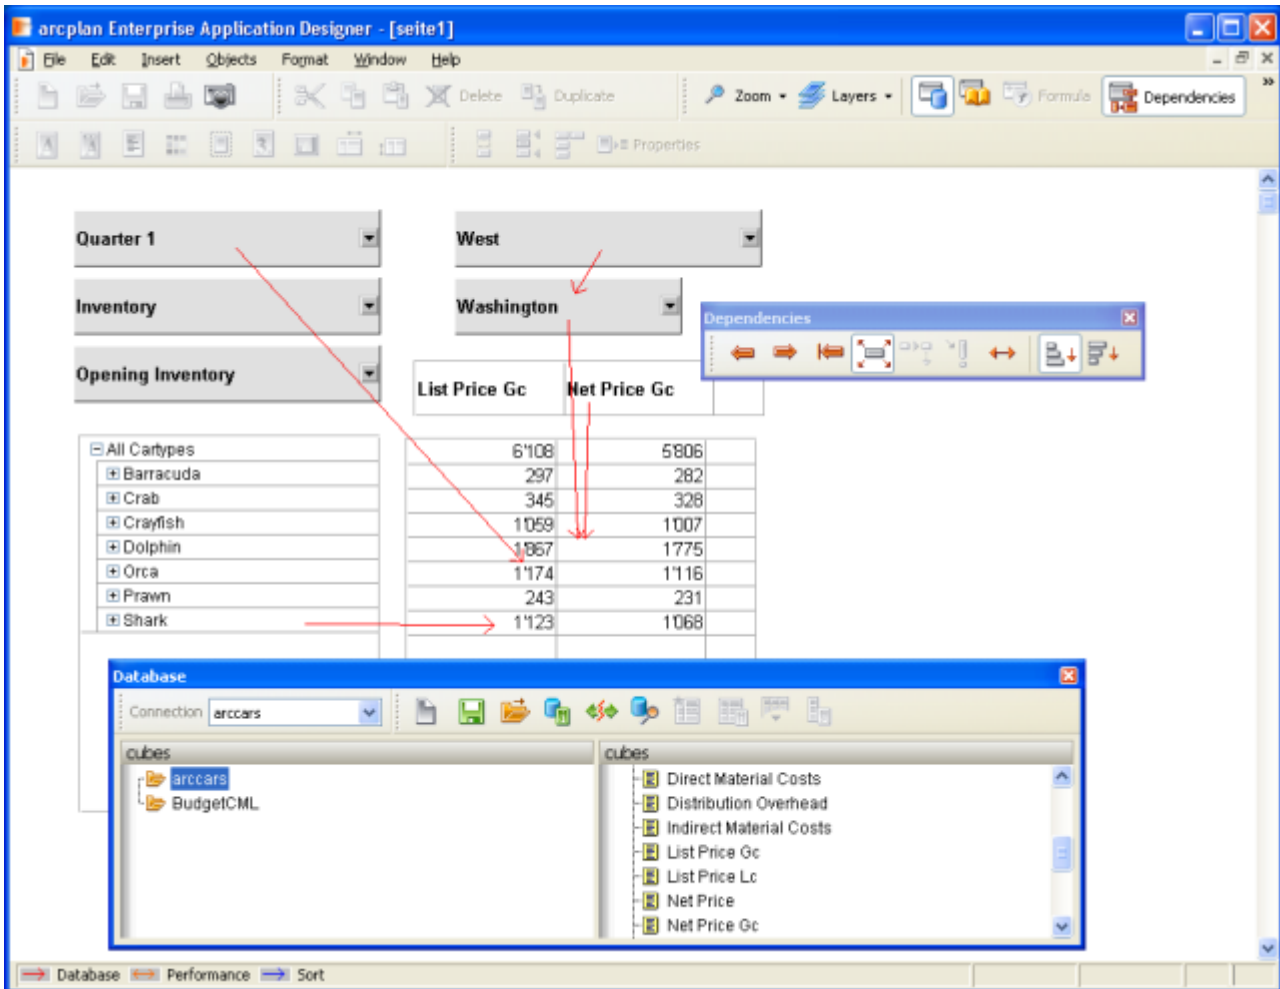 arcplan Enterprise Application Designer - [seite1]
File Edit Insert Objects Format Window Help
Delete Duplicate Zoom Layers Formula Dependencies
Properties
Quarter 1 West
Inventory Washington
Dependencies
Opening Inventory
List Price Gc Net Price Gc
All Cartypes 6'108 5'806
Barracuda 297 282
Crab 345 328
Crayfish 1'059 1'007
Dolphin 1'867 1'775
Orca 1'174 1'116
Prawn 243 231
Shark 1'123 1'068
Database
Connection arccars
cubes cubes
arccars Direct Material Costs
BudgetCML Distribution Overhead
Indirect Material Costs
List Price Gc
List Price Lc
Net Price
Net Price Gc
Database Performance Sort